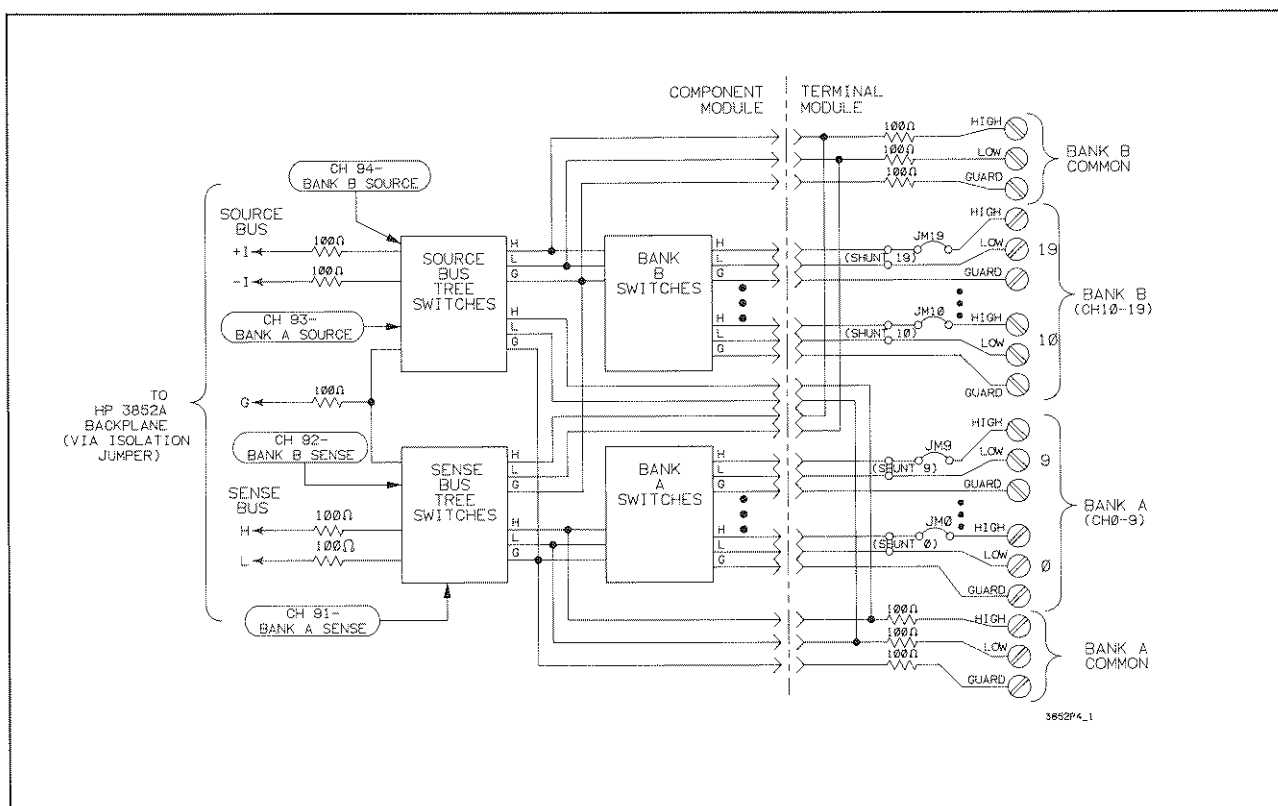 COMPONENT
MODULE
TERMINAL
MODULE
100Ω
HIGH
100Ω
LOW
100Ω
GUARD
BANK B
COMMON
CH 94-
BANK B SOURCE
SOURCE
BUS
+I
100Ω
-I
100Ω
CH 93-
BANK A SOURCE
SOURCE
BUS
TREE
SWITCHES
H
L
G
H
L
G
BANK
B
SWITCHES
H
L
G
H
L
G
JM19
(SHUNT 19)
HIGH
LOW
GUARD
19
JM10
(SHUNT 10)
HIGH
LOW
GUARD
10
BANK B
(CH10-19)
TO
HP 3852A
BACKPLANE
(VIA ISOLATION
JUMPER)
G
100Ω
CH 92-
BANK B SENSE
SENSE
BUS
H
100Ω
L
100Ω
CH 91-
BANK A SENSE
SENSE
BUS
TREE
SWITCHES
H
L
G
H
L
G
BANK
A
SWITCHES
H
L
G
H
L
G
JM9
(SHUNT 9)
HIGH
LOW
GUARD
9
JM0
(SHUNT 0)
HIGH
LOW
GUARD
0
BANK A
(CH0-9)
100Ω
HIGH
100Ω
LOW
100Ω
GUARD
BANK A
COMMON
3852P4_1